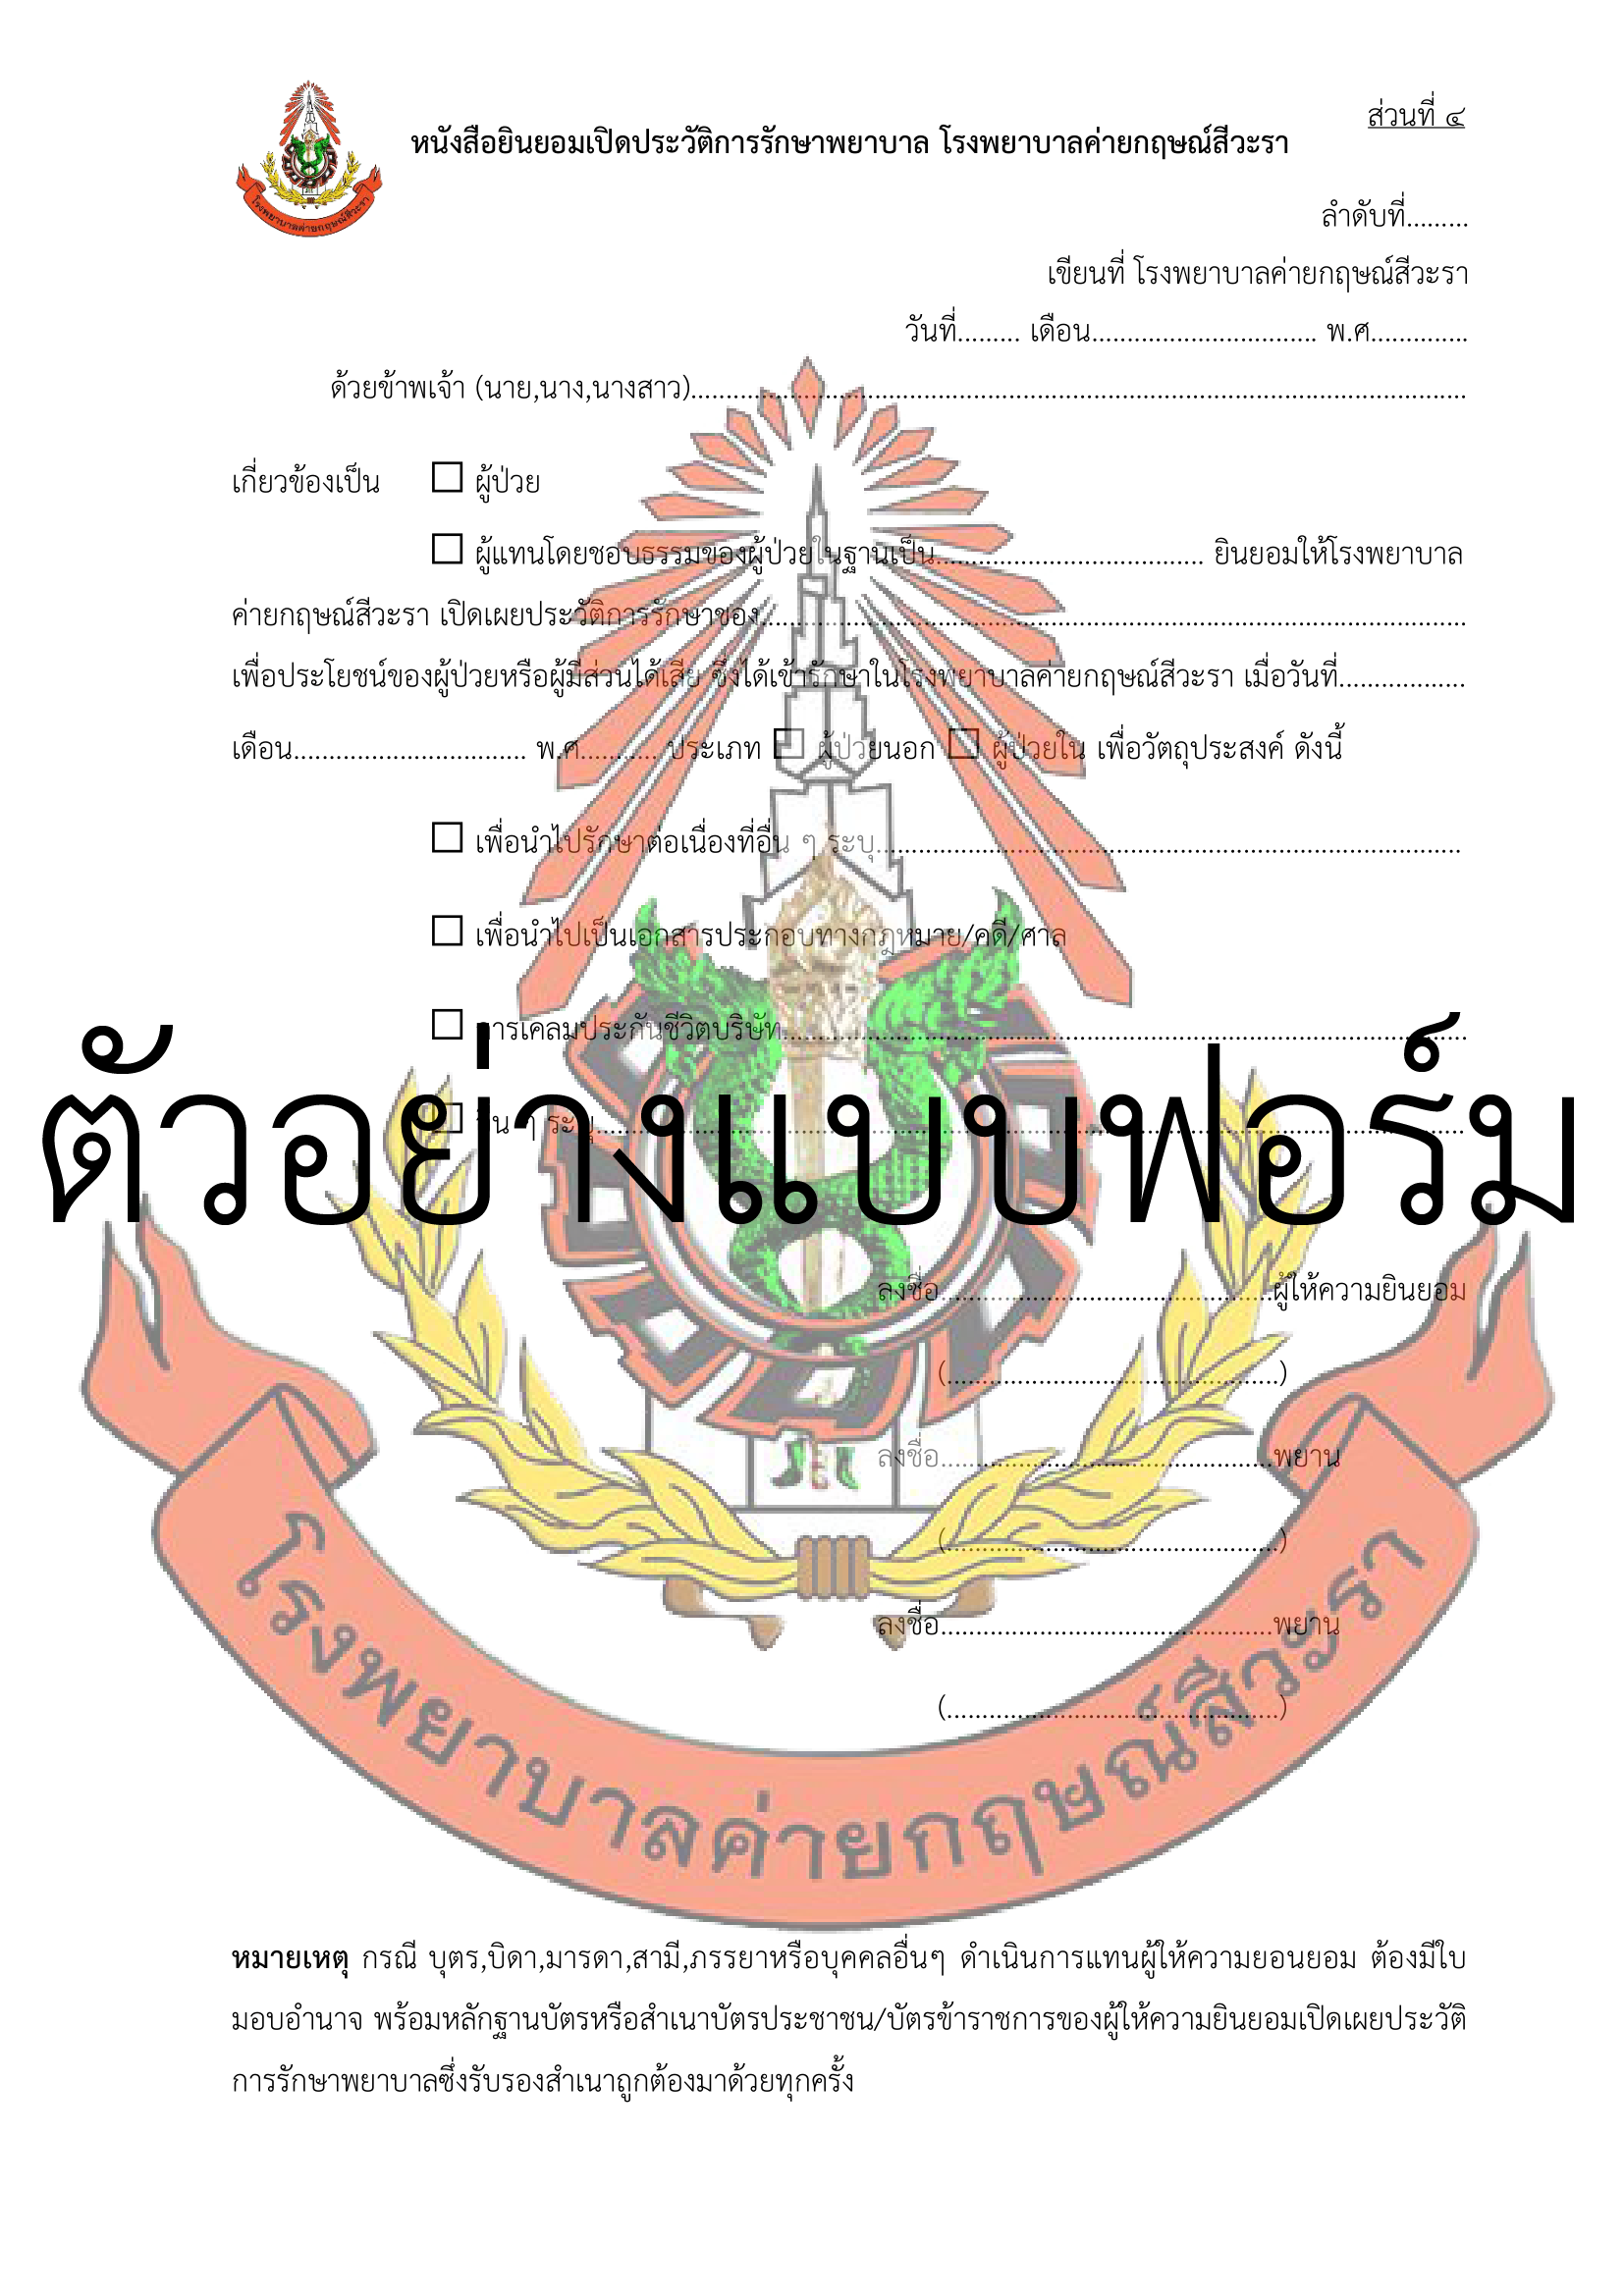 ส่วนที่ ๔
หนังสือยินยอมเปิดประวัติการรักษาพยาบาล โรงพยาบาลค่ายกฤษณ์สีวะรา
โรงพยาบาลค่ายกฤษณ์สีวะรา
ลำดับที่.........
เขียนที่ โรงพยาบาลค่ายกฤษณ์สีวะรา
วันที่......... เดือน................................ พ.ศ..............
ด้วยข้าพเจ้า (นาย,นาง,นางสาว)..............................................................................................................
เกี่ยวข้องเป็น ☐ ผู้ป่วย
☐ ผู้แทนโดยชอบธรรมของผู้ป่วยในฐานเป็น...................................... ยินยอมให้โรงพยาบาล
ค่ายกฤษณ์สีวะรา เปิดเผยประวัติการรักษาของ....................................................................................................
เพื่อประโยชน์ของผู้ป่วยหรือผู้มีส่วนได้เสีย ซึ่งได้เข้ารักษาในโรงพยาบาลค่ายกฤษณ์สีวะรา เมื่อวันที่..................
เดือน................................. พ.ศ........... ประเภท ☐ ผู้ป่วยนอก ☐ ผู้ป่วยใน เพื่อวัตถุประสงค์ ดังนี้
☐ เพื่อนำไปรักษาต่อเนื่องที่อื่น ๆ ระบุ...................................................................................
☐ เพื่อนำไปเป็นเอกสารประกอบทางกฎหมาย/คดี/ศาล
☐ การเคลมประกันชีวิตบริษัท.................................................................................................
☐ อื่น ๆ ระบุ...........................................................................................................................
ตัวอย่างแบบฟอร์ม
ลงชื่อ...............................................ผู้ให้ความยินยอม
(...............................................)
ลงชื่อ...............................................พยาน
(...............................................)
ลงชื่อ...............................................พยาน
(...............................................)
โรงพยาบาลค่ายกฤษณ์สีวะรา
หมายเหตุ กรณี บุตร,บิดา,มารดา,สามี,ภรรยาหรือบุคคลอื่นๆ ดำเนินการแทนผู้ให้ความยอนยอม ต้องมีใบ
มอบอำนาจ พร้อมหลักฐานบัตรหรือสำเนาบัตรประชาชน/บัตรข้าราชการของผู้ให้ความยินยอมเปิดเผยประวัติ
การรักษาพยาบาลซึ่งรับรองสำเนาถูกต้องมาด้วยทุกครั้ง